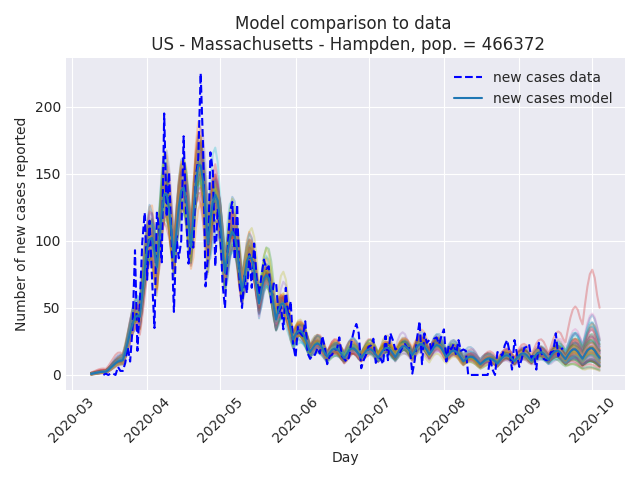 Model comparison to data
US - Massachusetts - Hampden, pop. = 466372
new cases data
new cases model
Number of new cases reported
200
150
100
50
0
2020-03
2020-04
2020-05
2020-06
2020-07
2020-08
2020-09
2020-10
Day